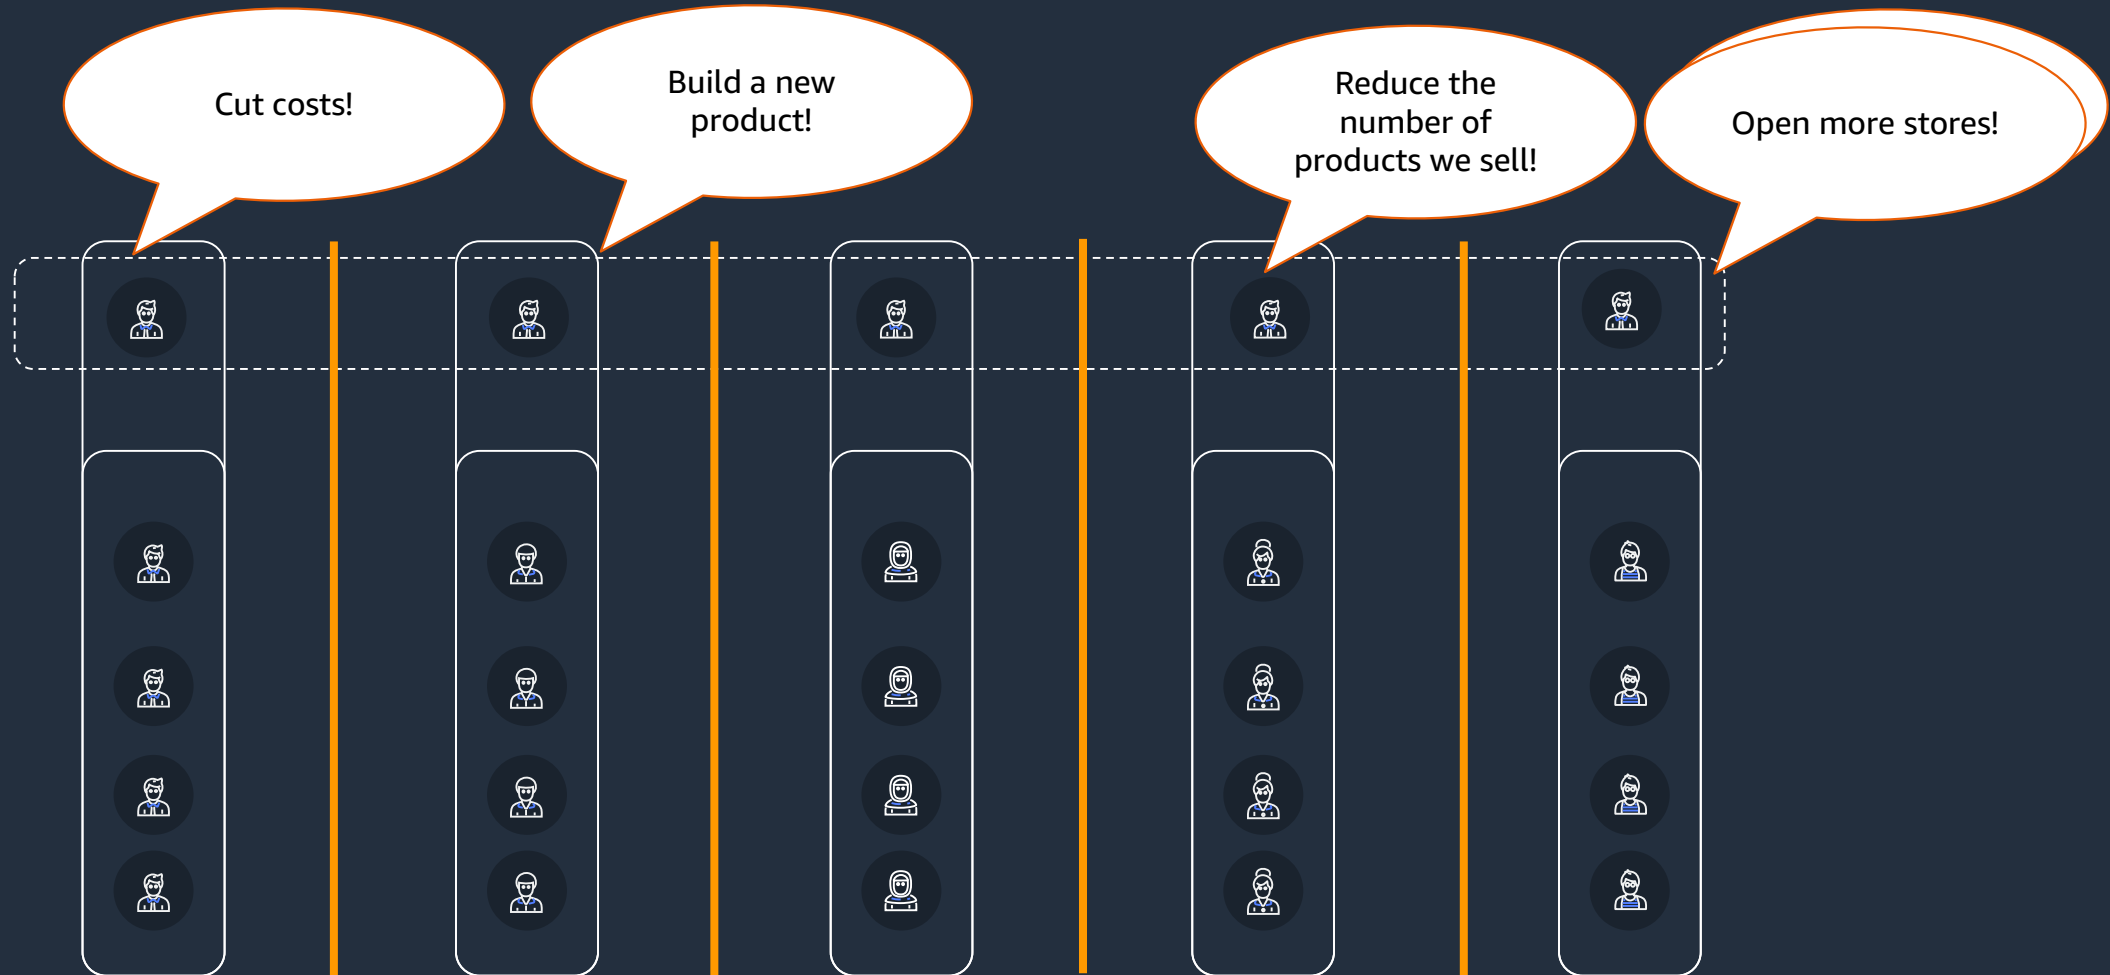 Cut costs!
Build a new
product!
Reduce the
number of
products we sell!
Open more stores!